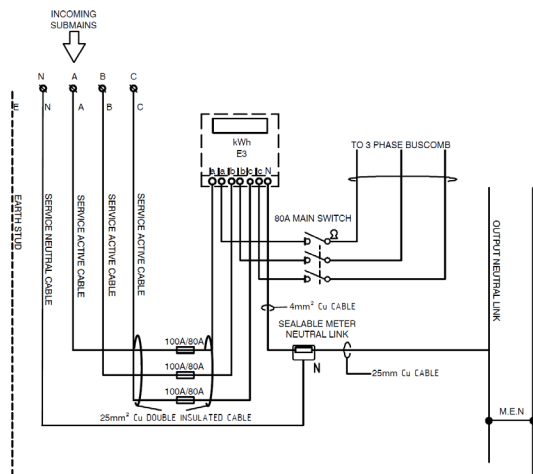 INCOMING
SUBMAINS
N
A
B
C
E
N
A
B
C
EARTH STUD
SERVICE NEUTRAL CABLE
SERVICE ACTIVE CABLE
SERVICE ACTIVE CABLE
SERVICE ACTIVE CABLE
kWh
E3
a a b b c c N
TO 3 PHASE BUSCOMB
80A MAIN SWITCH
OUTPUT NEUTRAL LINK
4mm² Cu CABLE
SEALABLE METER
NEUTRAL LINK
N
25mm Cu CABLE
100A/80A
100A/80A
100A/80A
25mm² Cu DOUBLE INSULATED CABLE
M.E.N